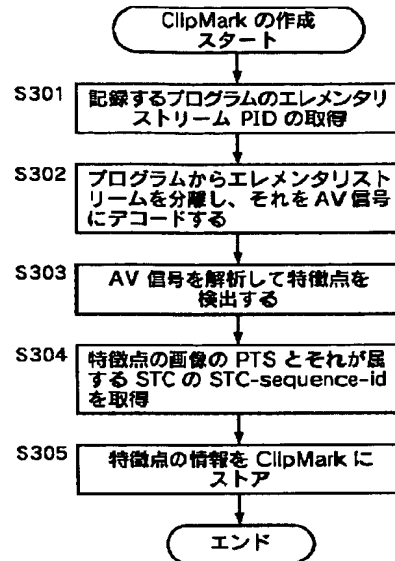 ClipMark の作成
スタート
S301
記録するプログラムのエレメンタリ
ストリーム PID の取得
S302
プログラムからエレメンタリスト
リームを分離し、それを AV 信号
にデコードする
S303
AV 信号を解析して特徴点を
検出する
S304
特徴点の画像の PTS とそれが属
する STC の STC-sequence-id
を取得
S305
特徴点の情報を ClipMark に
ストア
エンド